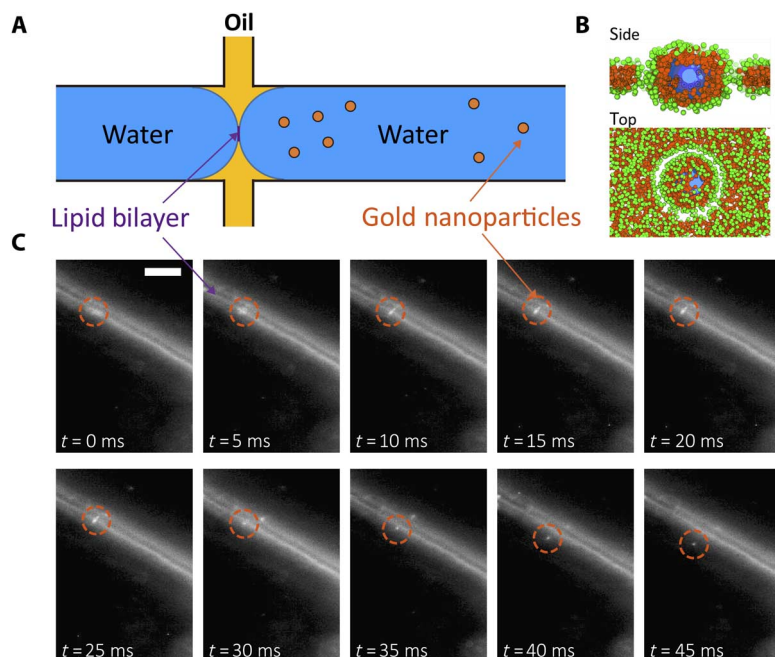 A
Oil
Water
Water
Lipid bilayer
Gold nanoparticles
B
Side
Top
C
t = 0 ms
t = 5 ms
t = 10 ms
t = 15 ms
t = 20 ms
t = 25 ms
t = 30 ms
t = 35 ms
t = 40 ms
t = 45 ms